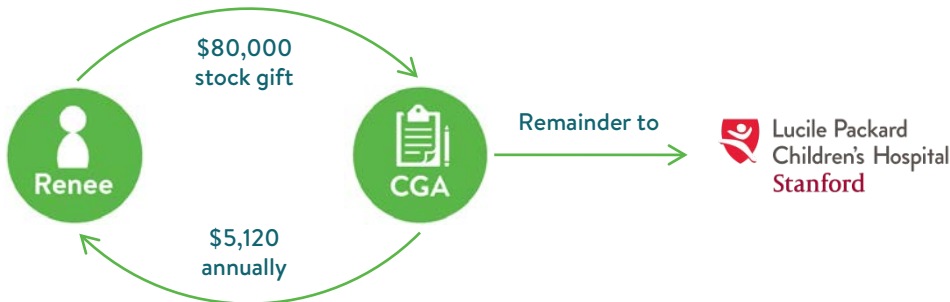 $80,000
stock gift
Renee
CGA
Remainder to
Lucile Packard
Children's Hospital
Stanford
$5,120
annually